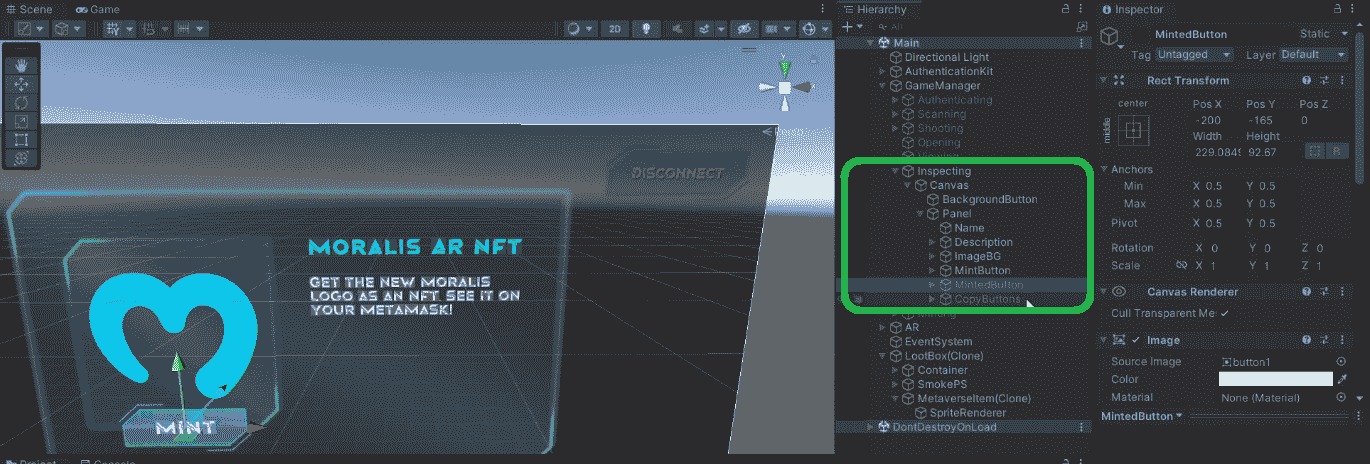 Scene
Game
2D
DISCONNECT
MORALIS AR NFT
GET THE NEW MORALIS
LOGO AS AN NFT SEE IT ON
YOUR METAMASK!
MINT
Project
Console
Hierarchy
All
Main
Directional Light
AuthenticationKit
GameManager
Authenticating
Scanning
Shooting
Opening
Viewing
Inspecting
Canvas
BackgroundButton
Panel
Name
Description
ImageBG
MintButton
MintedButton
CopyButtons
AR
EventSystem
LootBox(Clone)
Container
SmokePS
MetaverseItem(Clone)
SpriteRenderer
DontDestroyOnLoad
Inspector
MintedButton
Static
Tag Untagged Layer Default
Rect Transform
center
middle
Pos X Pos Y Pos Z
-200 -165 0
Width Height
229.0849 92.67
R
Anchors
Min X 0.5 Y 0.5
Max X 0.5 Y 0.5
Pivot X 0.5 Y 0.5
Rotation X 0 Y 0 Z 0
Scale X 1 Y 1 Z 1
Canvas Renderer
Cull Transparent Me
Image
Source Image button1
Color
Material None (Material)
MintedButton